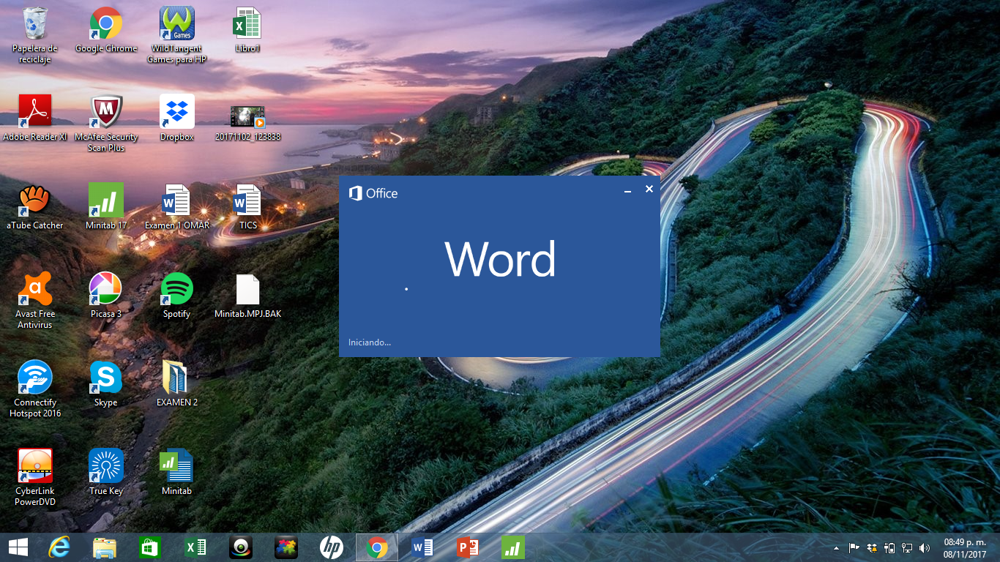 Papelera de
reciclaje
Google Chrome
WildTangent
Games para HP
Libro1
Adobe Reader XI
McAfee Security
Scan Plus
Dropbox
20171102_123838
aTube Catcher
Minitab 17
Examen 1 OMAR
TICS
Avast Free
Antivirus
Picasa 3
Spotify
Minitab.MPJ.BAK
Connectify
Hotspot 2016
Skype
EXAMEN 2
CyberLink
PowerDVD
True Key
Minitab
Office
Word
Iniciando...
08:49 p. m.
08/11/2017